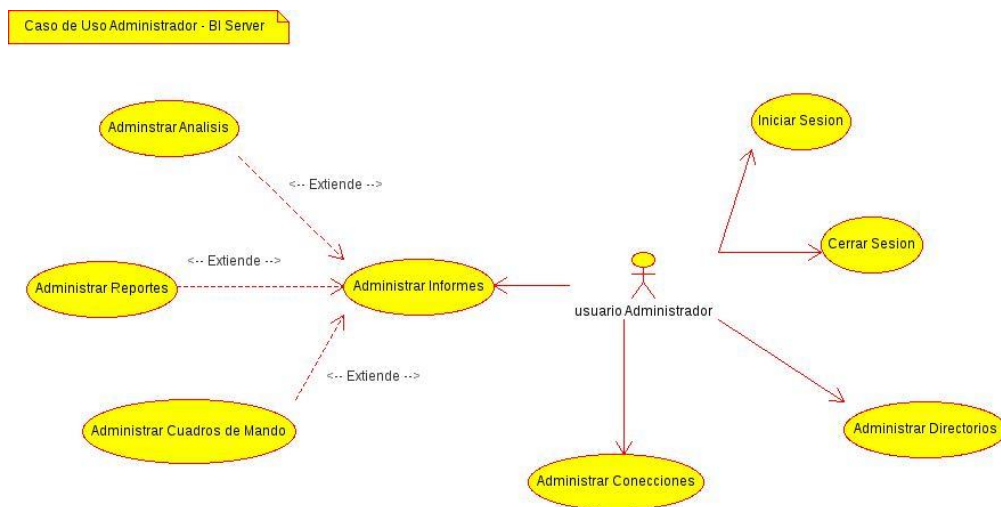 Caso de Uso Administrador - BI Server
Adminstrar Analisis
Iniciar Sesion
<-- Extiende -->
Cerrar Sesion
<-- Extiende -->
Administrar Reportes
Administrar Informes
usuario Administrador
<-- Extiende -->
Administrar Cuadros de Mando
Administrar Directorios
Administrar Conecciones